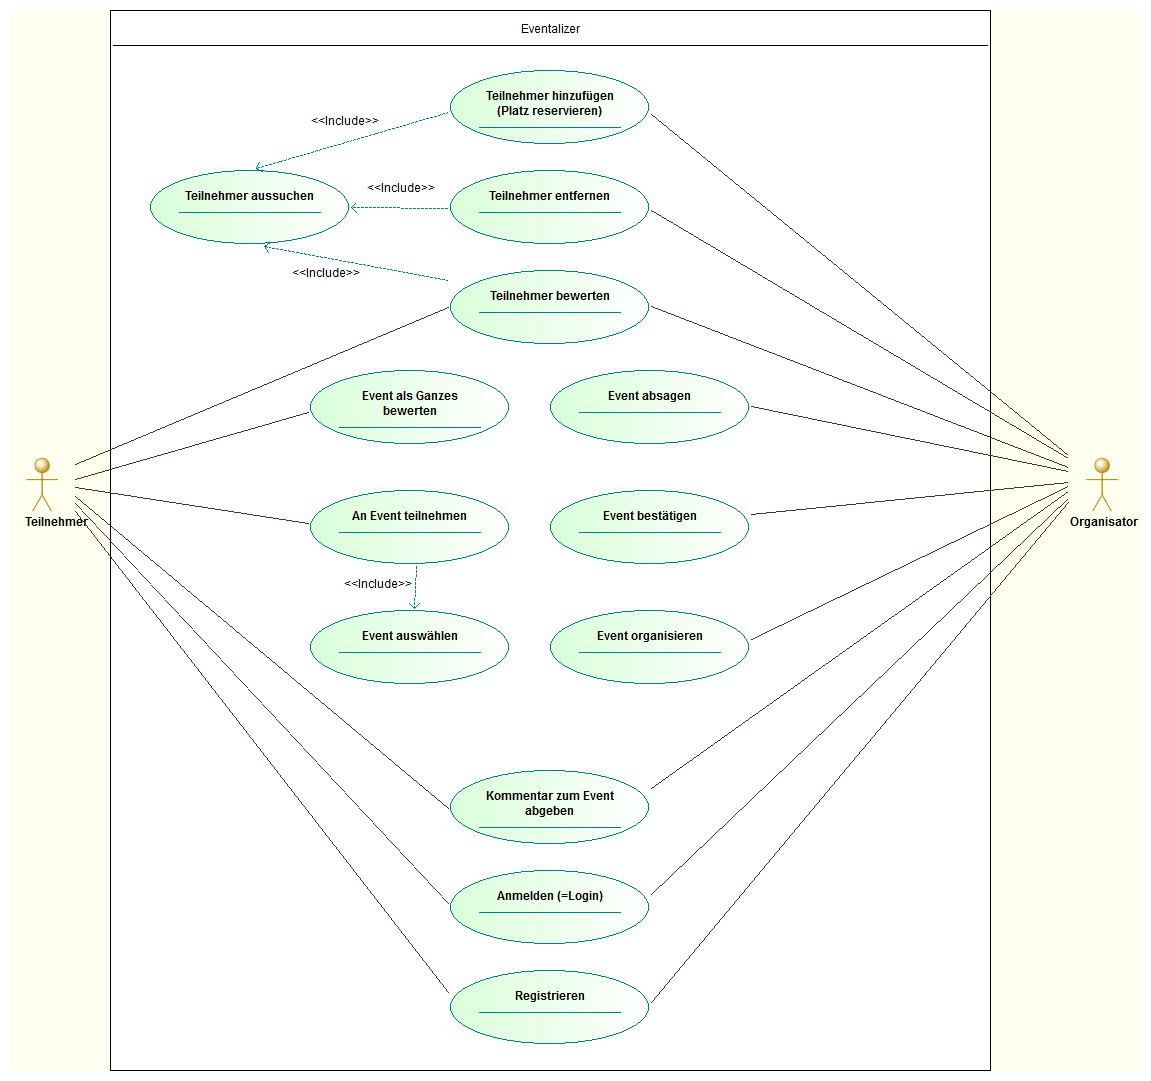 Eventalizer
Teilnehmer hinzufügen
(Platz reservieren)
<<Include>>
Teilnehmer aussuchen
<<Include>>
Teilnehmer entfernen
<<Include>>
Teilnehmer bewerten
Event als Ganzes
bewerten
Event absagen
Teilnehmer
An Event teilnehmen
Event bestätigen
Organisator
<<Include>>
Event auswählen
Event organisieren
Kommentar zum Event
abgeben
Anmelden (=Login)
Registrieren